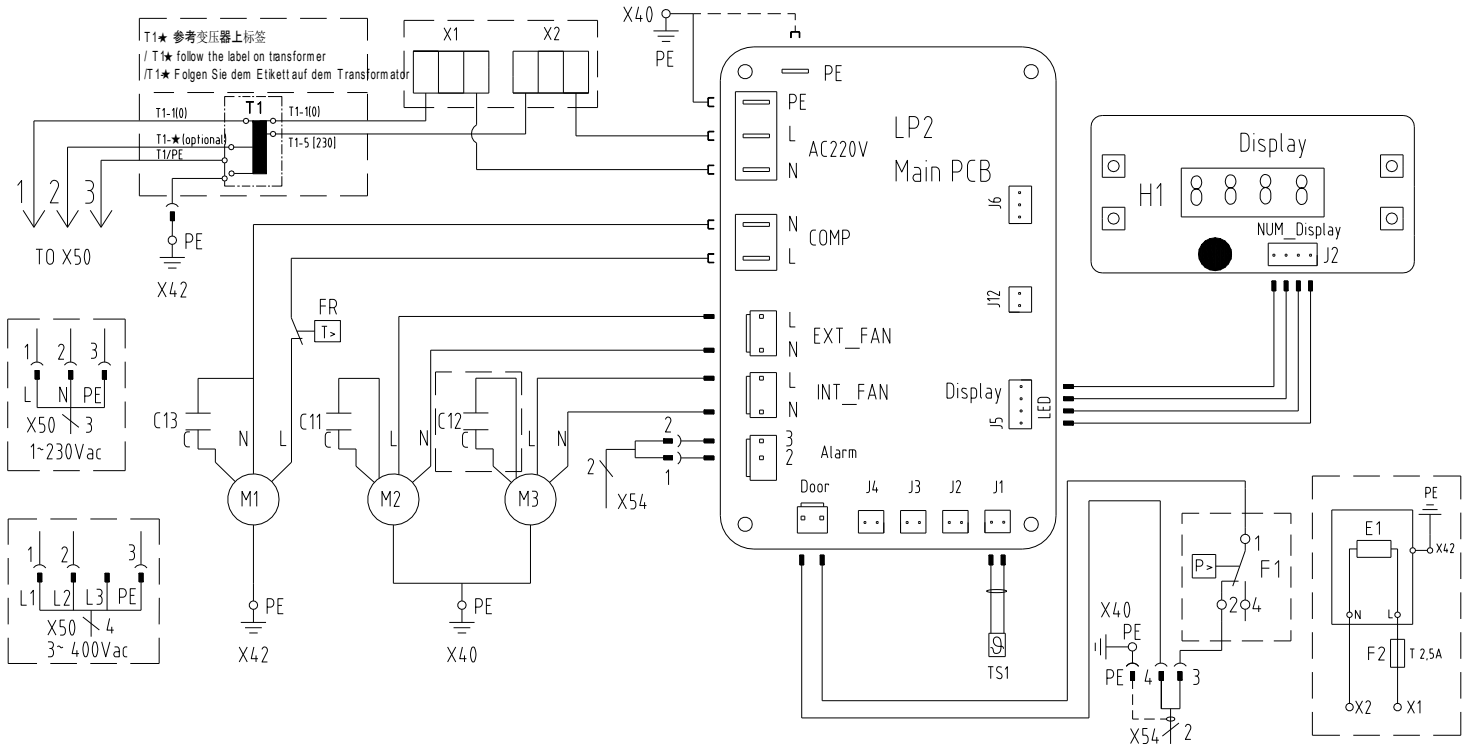 T1★ 参考变压器上标签
/ T1★ follow the label on transformer
/T1★ Folgen Sie dem Etikett auf dem Transformator
X1
X2
X40
PE
T1-1(0)
T1
T1-1(0)
T1-★(optional)
T1-5 [230]
T1/PE
1
2
3
TO X50
PE
X42
PE
PE
L
N
AC220V
LP2
Main PCB
J6
N
L
COMP
J12
L
N
EXT_FAN
L
N
INT_FAN
Display
J5
LED
3
2
Alarm
Door
J4
J3
J2
J1
Display
H1
8 8 8 8
NUM_Display
J2
FR
T>
1
2
3
L
N
PE
X50
3
1~230Vac
C13
C
N
L
C11
C
L
N
C12
C
L
N
M1
M2
M3
2
1
2
X54
1
2
3
L1
L2
L3
PE
X50
4
3~ 400Vac
PE
X42
PE
X40
ϑ
TS1
1
P>
F1
2
4
X40
PE
PE
4
3
X54
2
PE
E1
X42
N
L
F2
T 2,5A
X2
X1